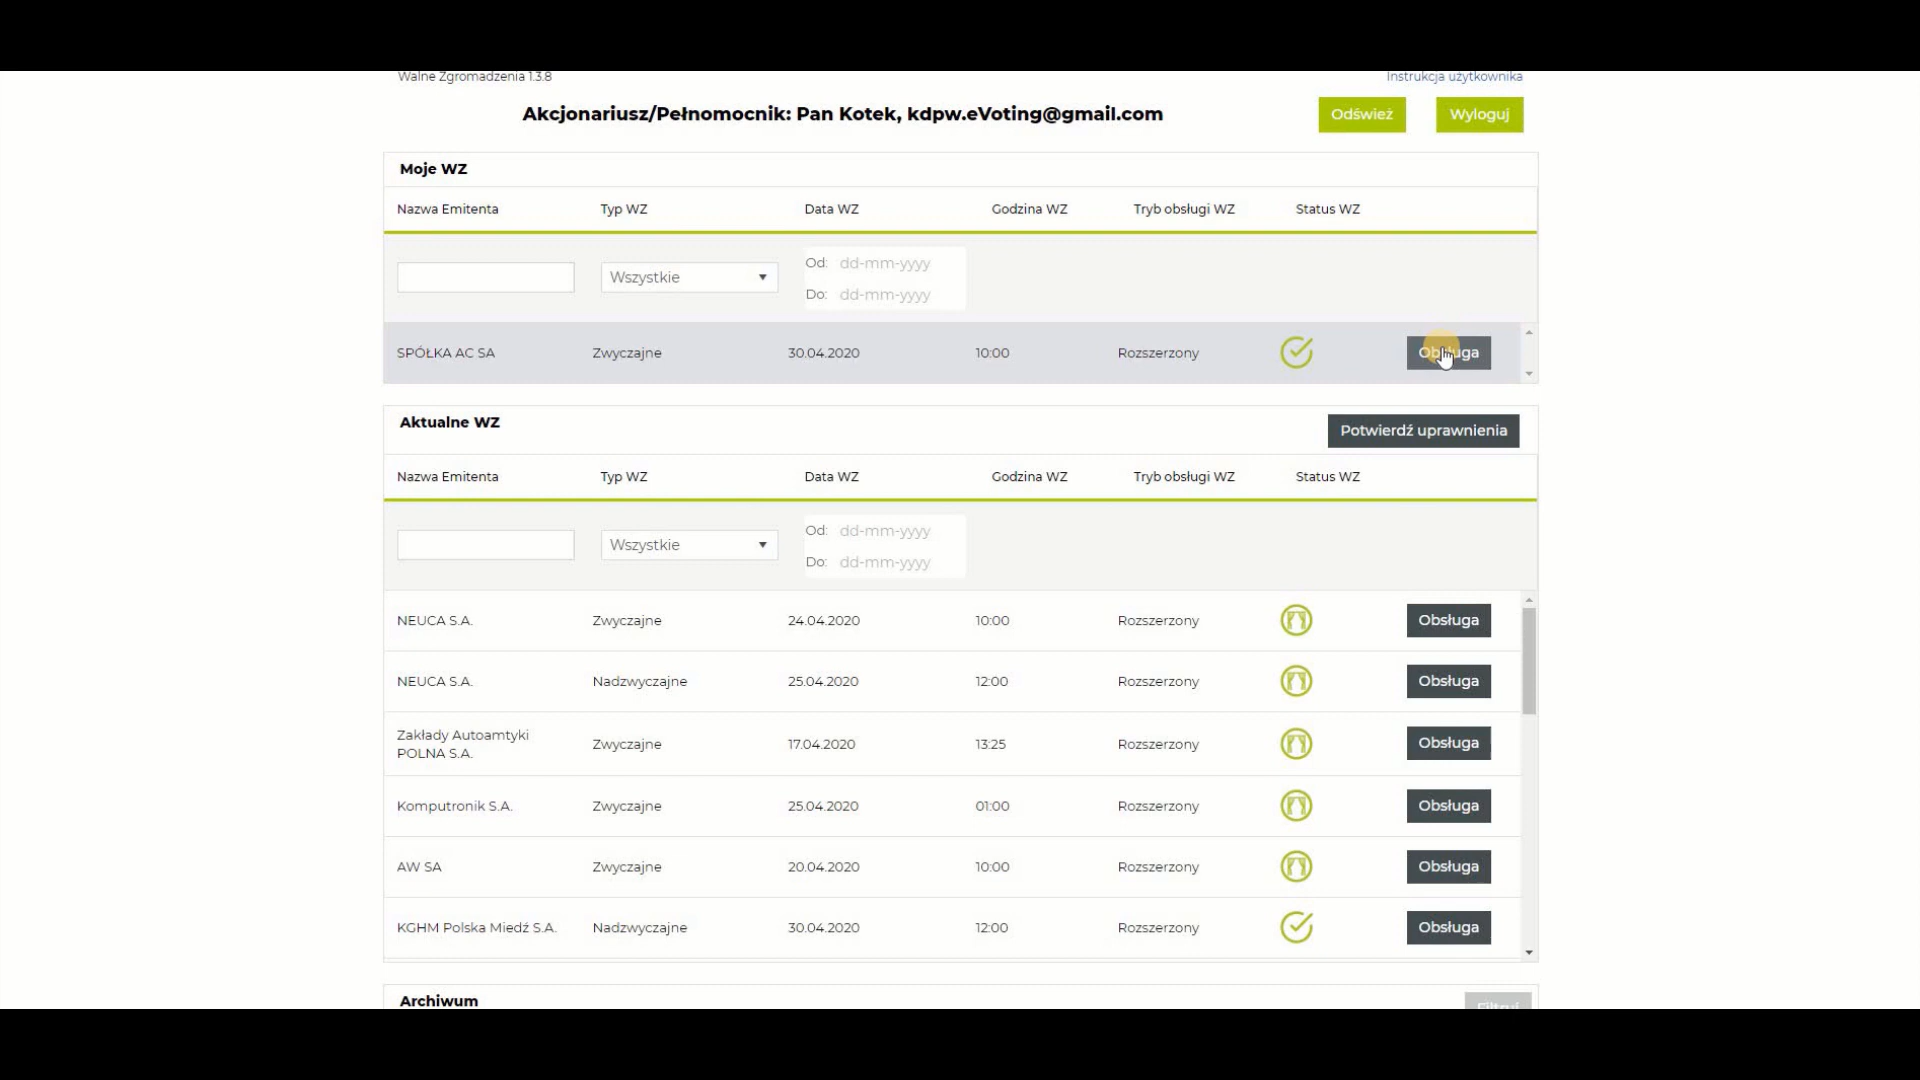 Walne Zgromadzenia 1.3.8 Instrukcja użytkownika
Akcjonariusz/Pełnomocnik: Pan Kotek, kdpw.eVoting@gmail.com Odśwież Wyloguj
Moje WZ
Nazwa Emitenta Typ WZ Data WZ Godzina WZ Tryb obsługi WZ Status WZ
Od: dd-mm-yyyy
Wszystkie
Do: dd-mm-yyyy
SPÓŁKA AC SA Zwyczajne 30.04.2020 10:00 Rozszerzony Obsługa
Aktualne WZ Potwierdź uprawnienia
Nazwa Emitenta Typ WZ Data WZ Godzina WZ Tryb obsługi WZ Status WZ
Od: dd-mm-yyyy
Wszystkie
Do: dd-mm-yyyy
NEUCA S.A. Zwyczajne 24.04.2020 10:00 Rozszerzony Obsługa
NEUCA S.A. Nadzwyczajne 25.04.2020 12:00 Rozszerzony Obsługa
Zakłady Autoamtyki
POLNA S.A. Zwyczajne 17.04.2020 13:25 Rozszerzony Obsługa
Komputronik S.A. Zwyczajne 25.04.2020 01:00 Rozszerzony Obsługa
AW SA Zwyczajne 20.04.2020 10:00 Rozszerzony Obsługa
KGHM Polska Miedź S.A. Nadzwyczajne 30.04.2020 12:00 Rozszerzony Obsługa
Archiwum Filtruj